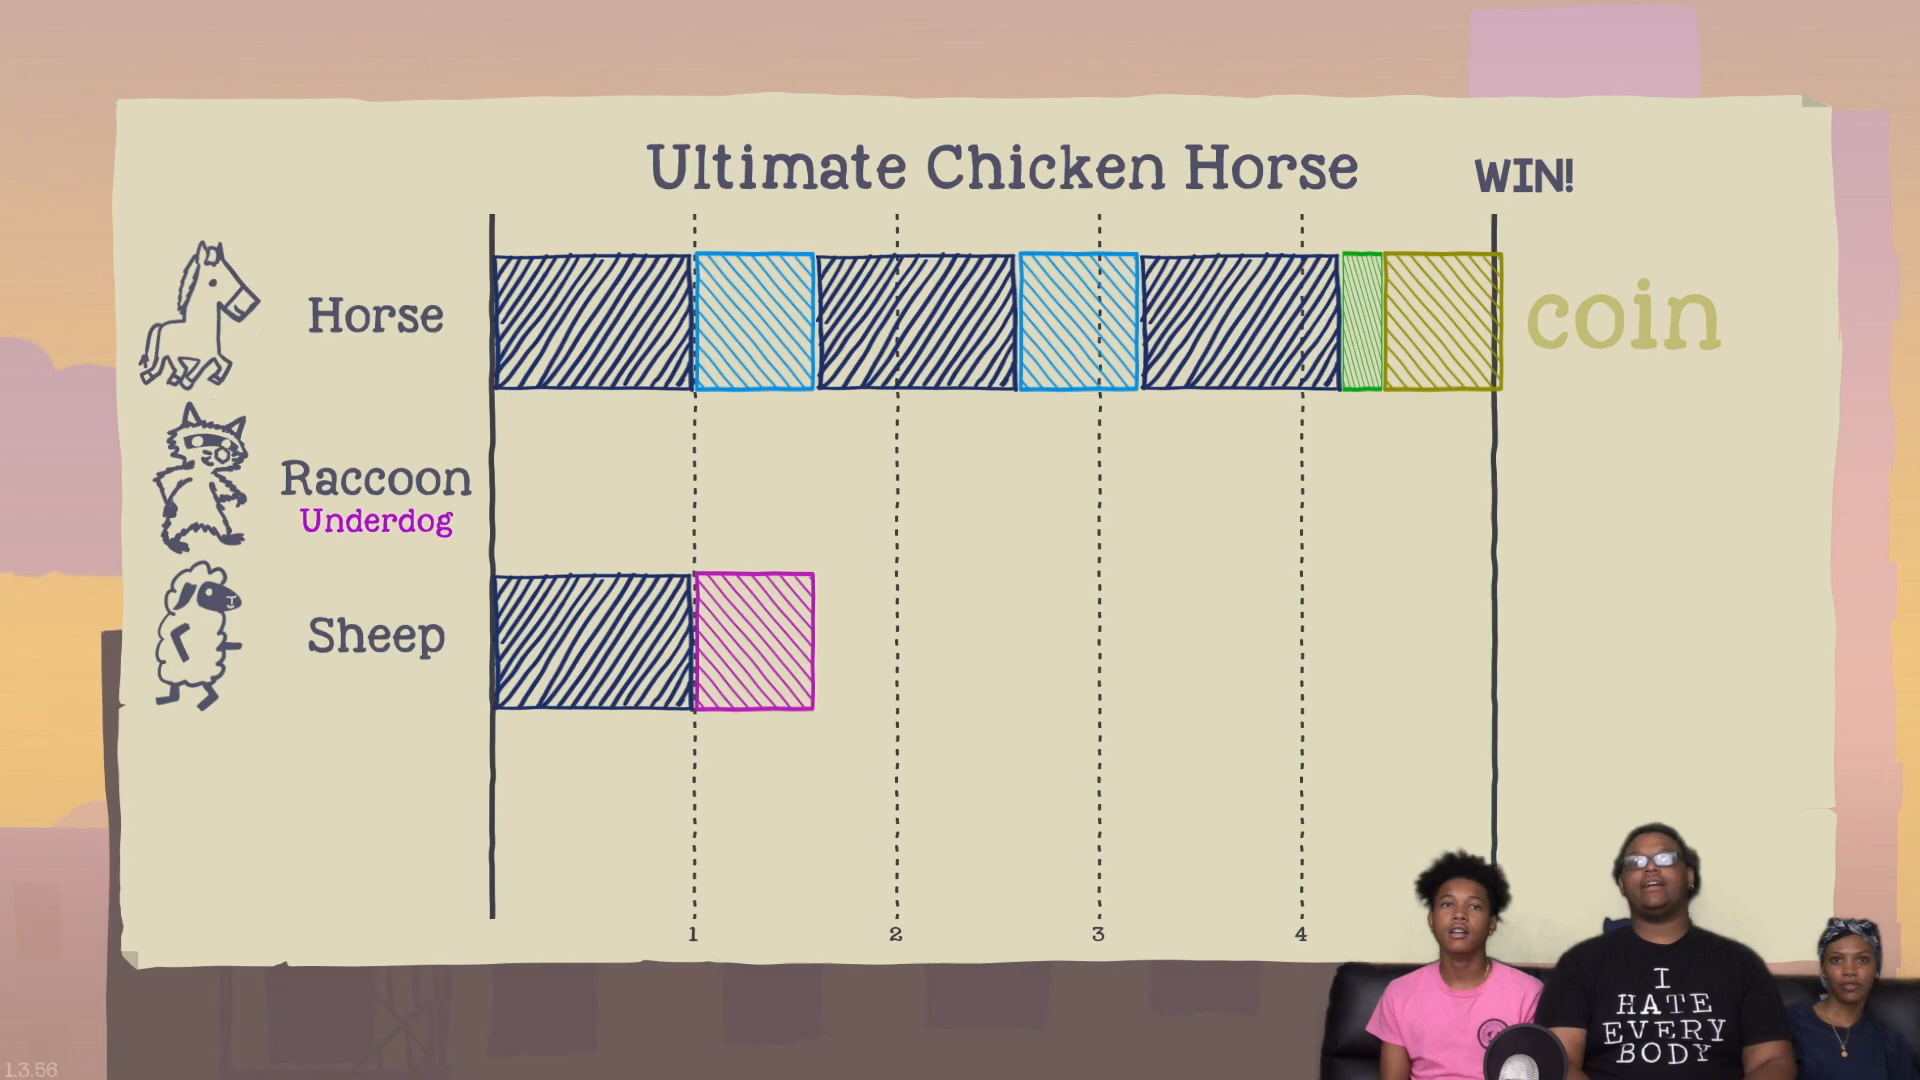 Ultimate Chicken Horse
WIN!
Horse
coin
Raccoon
Underdog
Sheep
1 2 3 4
I
HATE
EVERY
BODY
1.3.56